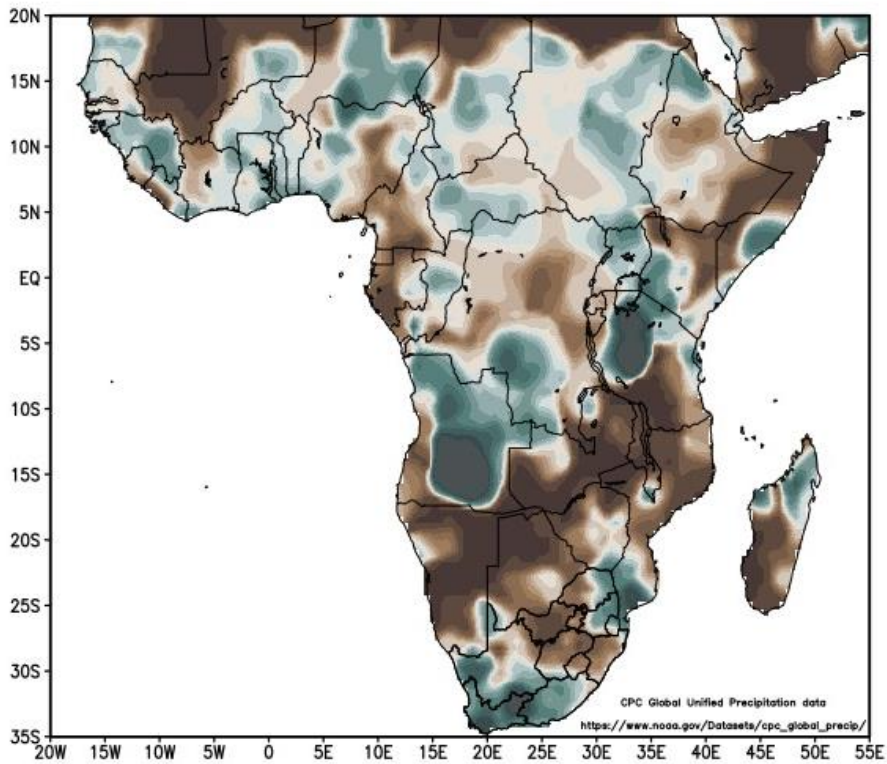 20N
15N
10N
5N
EQ
5S
10S
15S
20S
25S
30S
35S
CPC Global Unified Precipitation data
https://www.noaa.gov/Datasets/cpc_global_precip/
20W 15W 10W 5W 0 5E 10E 15E 20E 25E 30E 35E 40E 45E 50E 55E